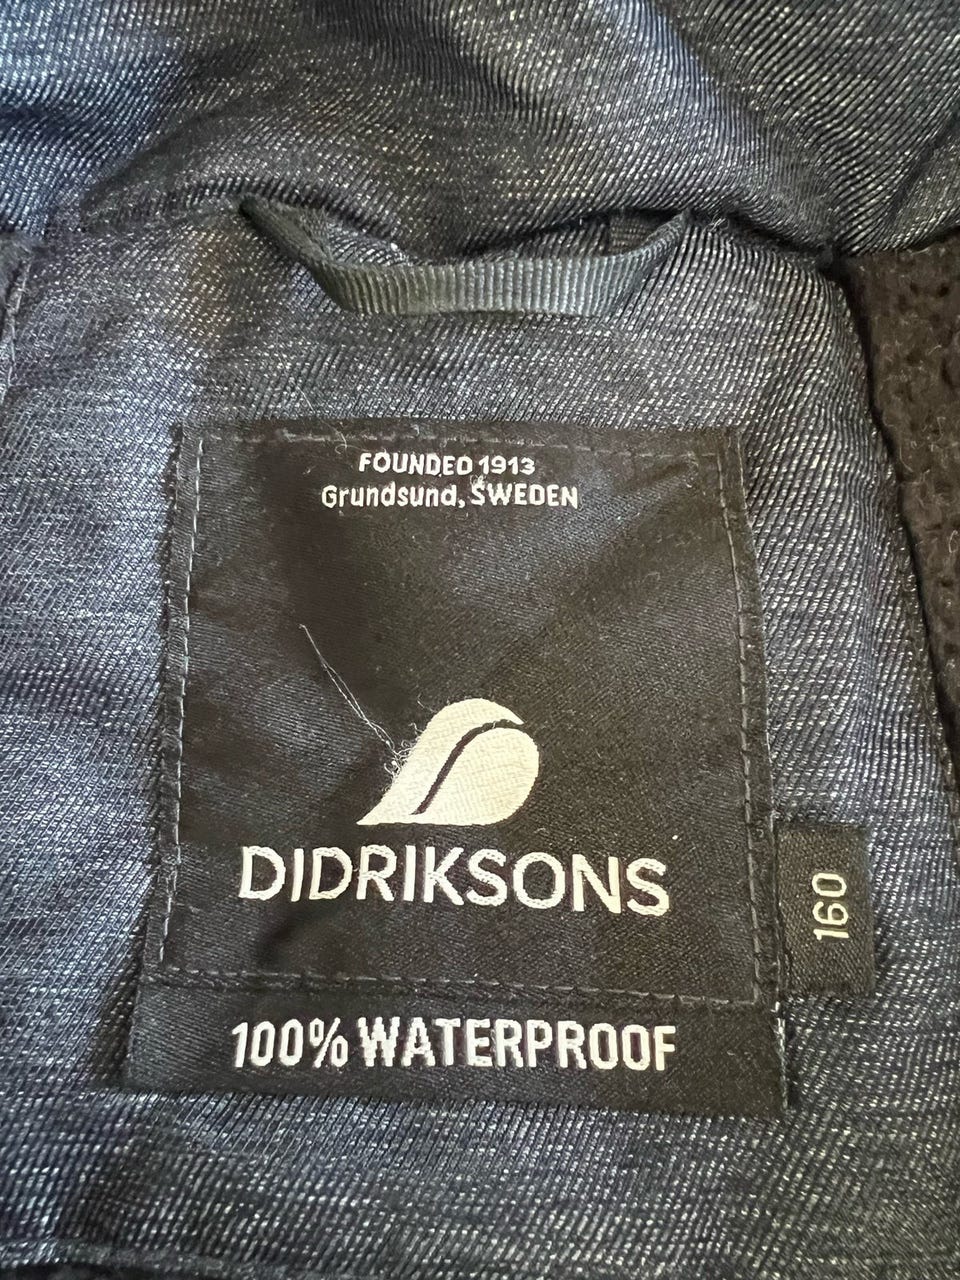 FOUNDED 1913
Grundsund, SWEDEN
DIDRIKSONS
160
100% WATERPROOF